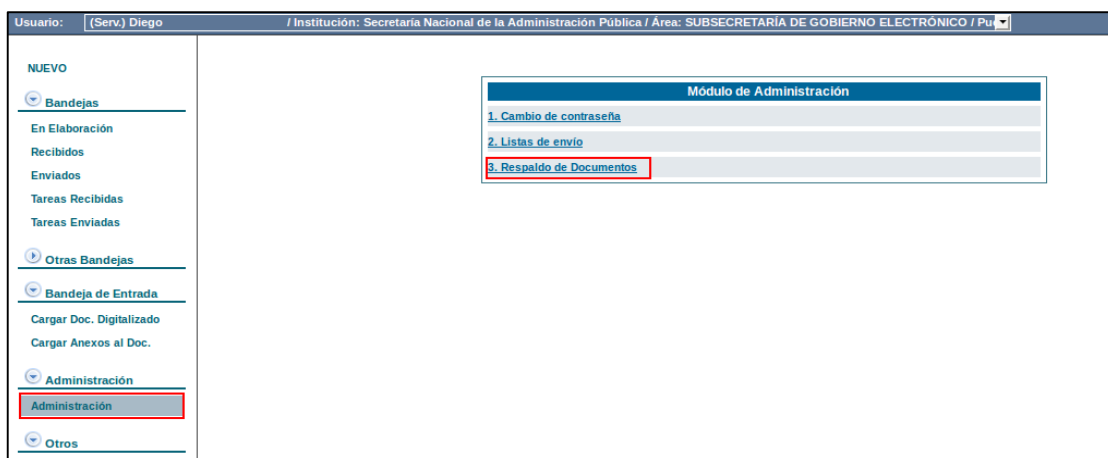 Usuario: (Serv.) Diego / Institución: Secretaría Nacional de la Administración Pública / Área: SUBSECRETARÍA DE GOBIERNO ELECTRÓNICO /
NUEVO
Bandejas
En Elaboración
Recibidos
Enviados
Tareas Recibidas
Tareas Enviadas
Otras Bandejas
Bandeja de Entrada
Cargar Doc. Digitalizado
Cargar Anexos al Doc.
Administración
Administración
Otros
Módulo de Administración
1. Cambio de contraseña
2. Listas de envío
3. Respaldo de Documentos